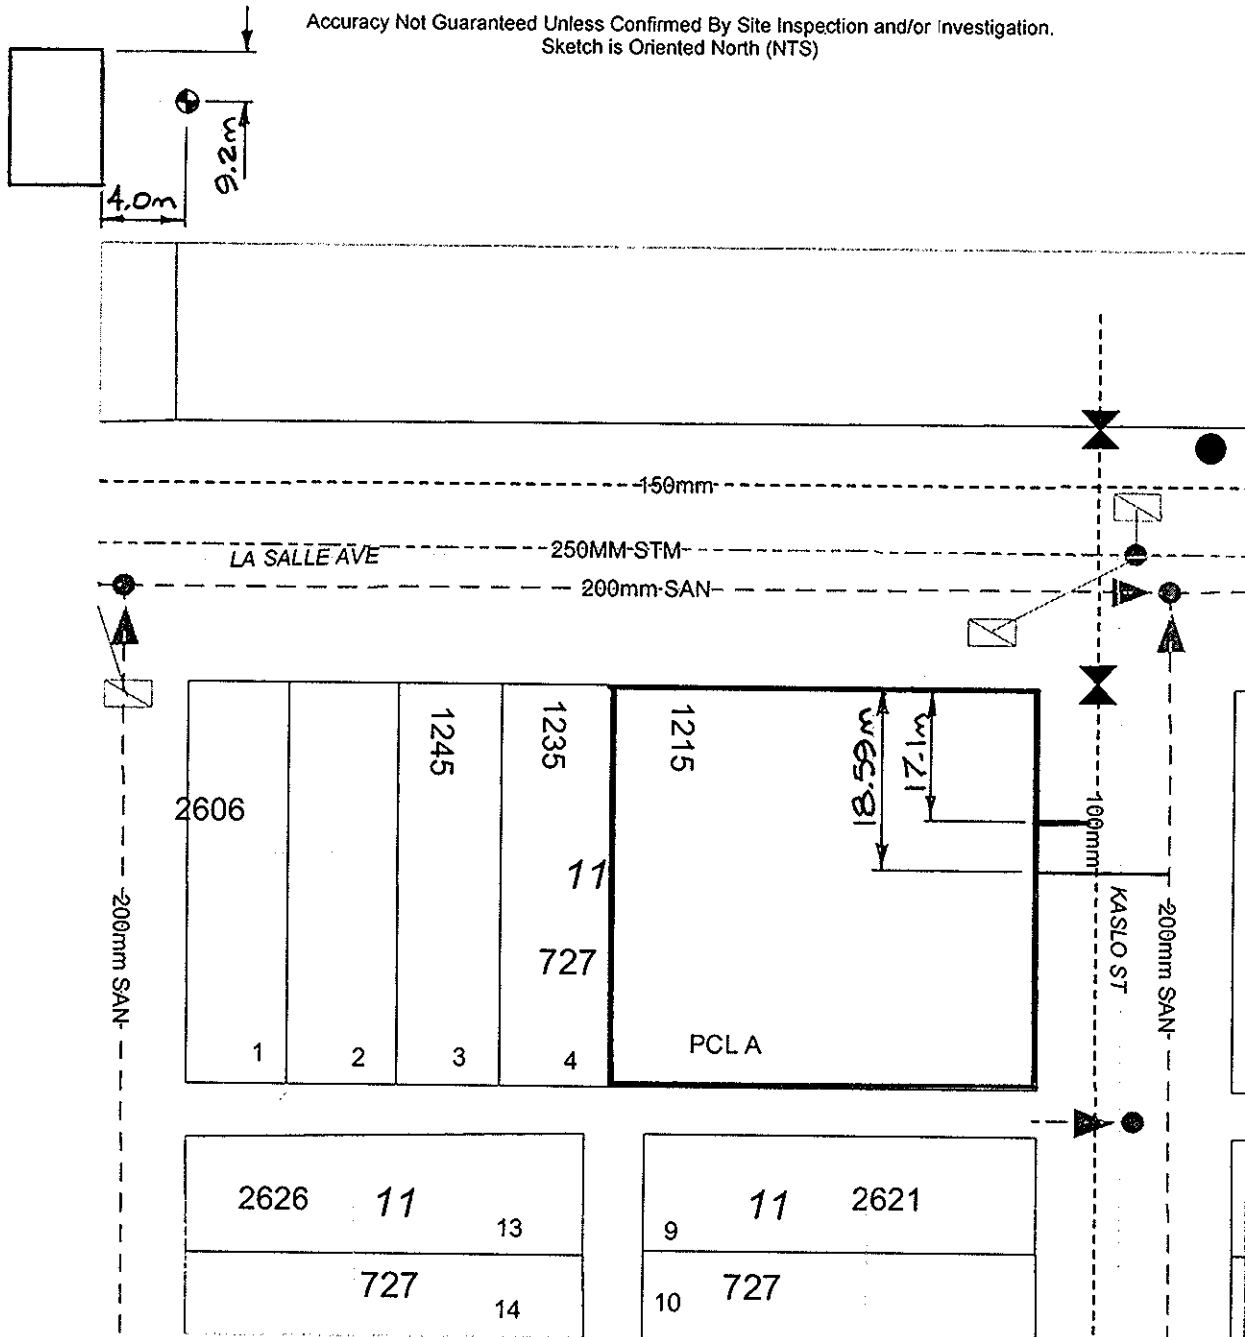 Accuracy Not Guaranteed Unless Confirmed By Site Inspection and/or Investigation.
Sketch is Oriented North (NTS)
9.2m
4.0m
150mm
LA SALLE AVE
250MM-STM
200mm-SAN
1245
1235
1215
18.59m
17.1m
2606
100mm
11
727
200mm SAN
KASLO ST
200mm SAN
1
2
3
4
PCL A
2626
11
13
9
11
2621
727
14
10
727